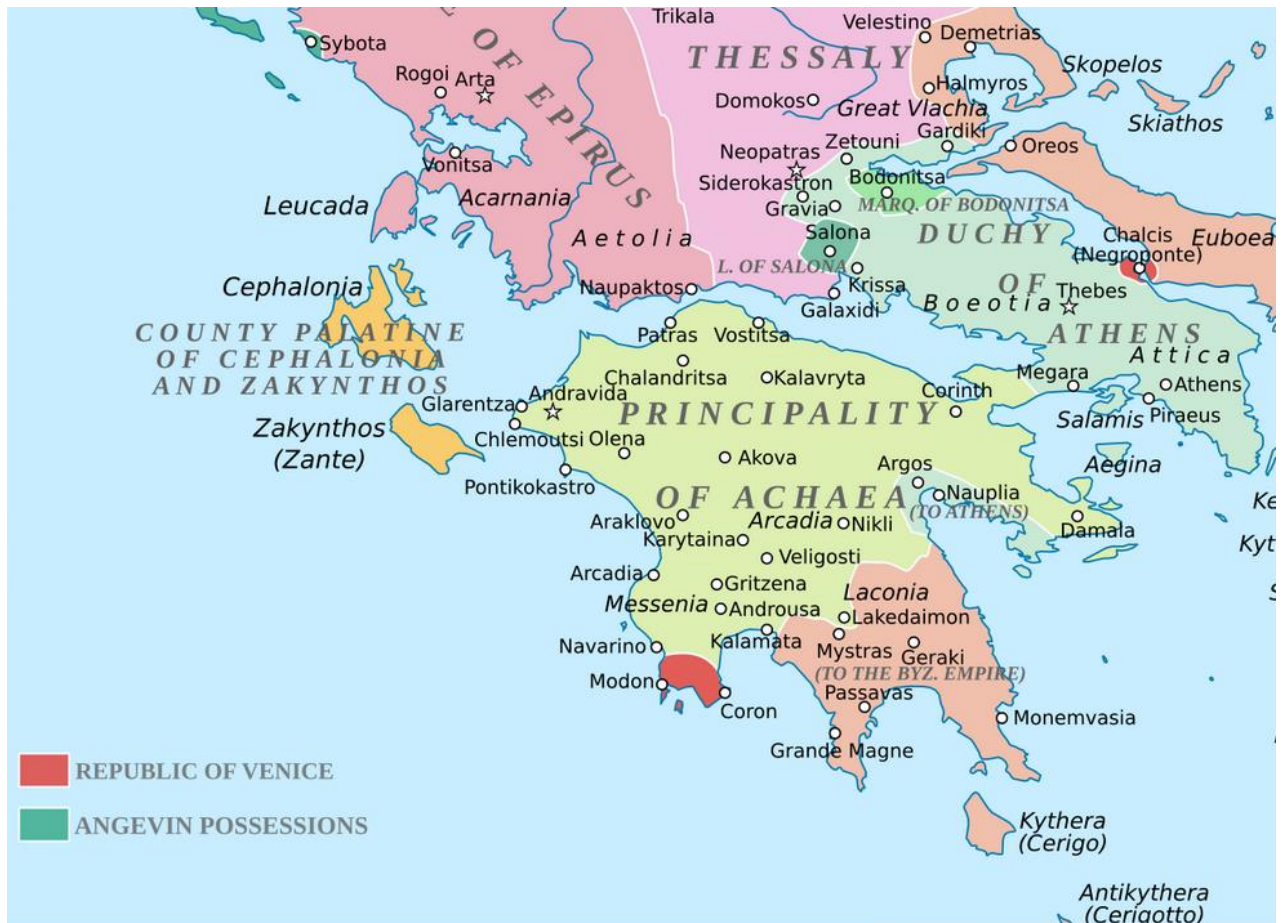 Trikala
Velestino
Demetrias
Sybota
E OF EPIRUS
THESSALY
Skopelos
Rogoi
Arta
Halmyros
Domokos
Great Vlachia
Skiathos
Gardiki
Zetouni
Oreos
Vonitsa
Neopatras
Bodonitsa
Siderokastron
Acarnania
Leucada
Gravia
MARQ. OF BODONITSA
Salona
DUCHY
Aetolia
Chalcis
(Negroponte)
Euboea
L. OF SALONA
Krissa
OF
Cephalonia
Naupaktos
Galaxidi
Boeotia
Thebes
COUNTY PALATINE
OF CEPHALONIA
AND ZAKYNTHOS
Patras
Vostitsa
ATHENS
Attica
Chalandritsa
Kalavryta
Megara
Athens
Andravida
Corinth
Glarentza
PRINCIPALITY
Piraeus
Salamis
Zakynthos
(Zante)
Chlemoutsi
Olena
Akova
Argos
Aegina
Pontikokastro
OF ACHAEA
Nauplia
(TO ATHENS)
Ke
Araklovo
Arcadia
Nikli
Damala
Karytaina
Kyt
Veligosti
Arcadia
Gritzena
Laconia
S
Messenia
Androusa
Lakedaimon
Navarino
Kalamata
Mystras
Geraki
(TO THE BYZ. EMPIRE)
Modon
Passavas
Coron
Monemvasia
Grande Magne
REPUBLIC OF VENICE
ANGEVIN POSSESSIONS
Kythera
(Cerigo)
Antikythera
(Cerigotto)